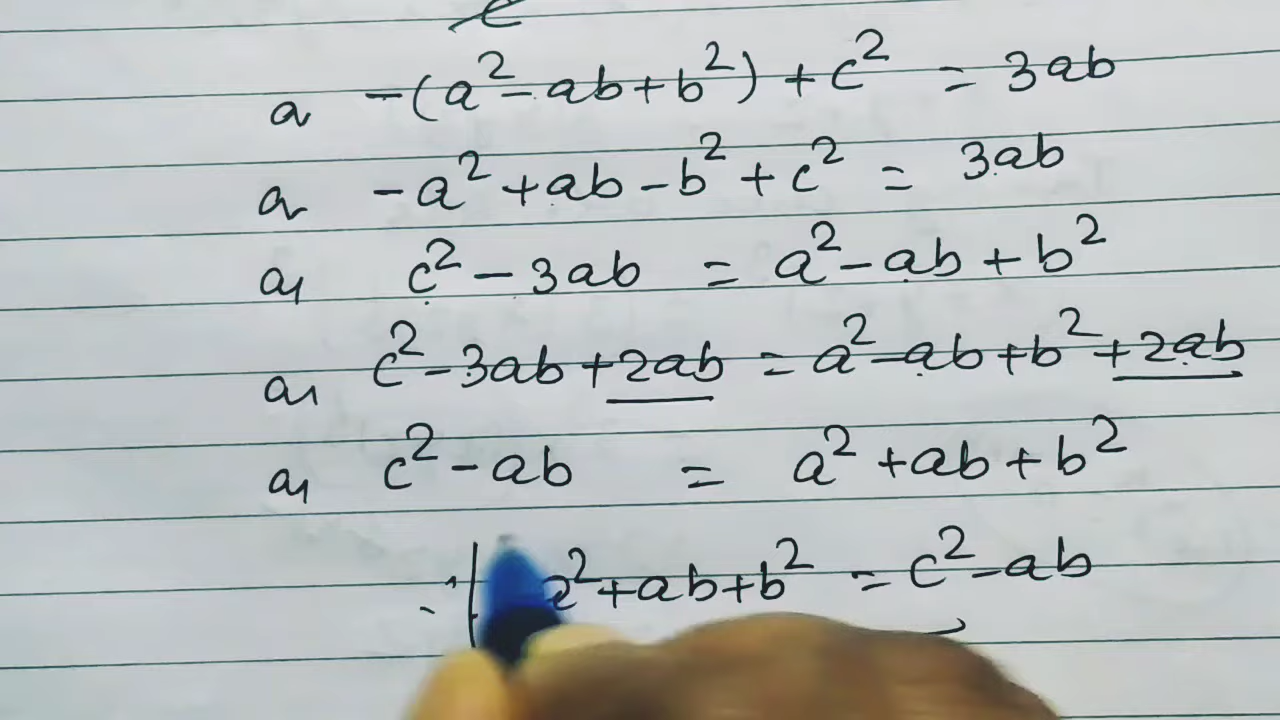 c
a -(a² - ab + b²) + c² = 3ab
a -a² + ab - b² + c² = 3ab
a, c² - 3ab = a² - ab + b²
a, c² - 3ab + 2ab = a² - ab + b² + 2ab
a, c² - ab = a² + ab + b²
a² + ab + b² = c² - ab